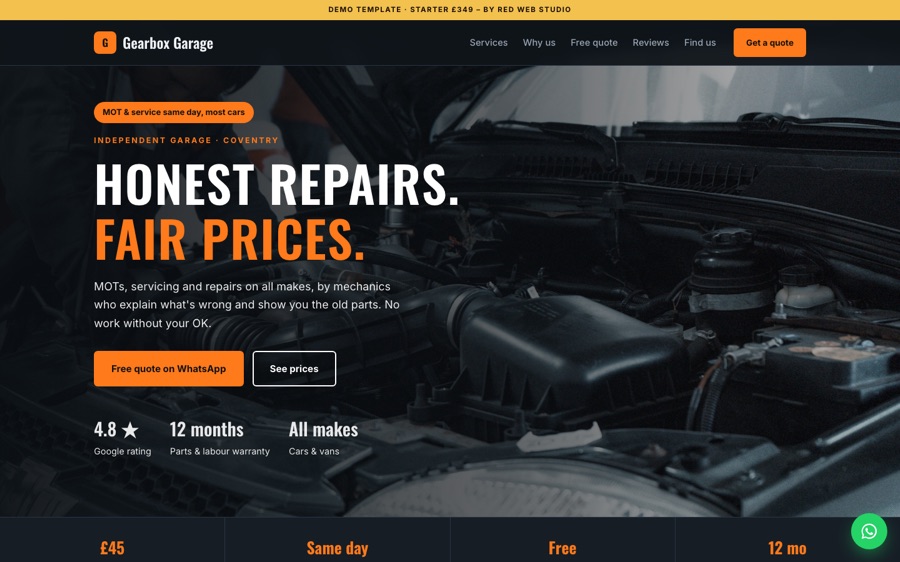 DEMO TEMPLATE · STARTER £349 – BY RED WEB STUDIO
G
Gearbox Garage
Services
Why us
Free quote
Reviews
Find us
Get a quote
MOT & service same day, most cars
INDEPENDENT GARAGE · COVENTRY
HONEST REPAIRS.
FAIR PRICES.
MOTs, servicing and repairs on all makes, by mechanics
who explain what's wrong and show you the old parts. No
work without your OK.
Free quote on WhatsApp
See prices
4.8 ★
Google rating
12 months
Parts & labour warranty
All makes
Cars & vans
£45
Same day
Free
12 mo